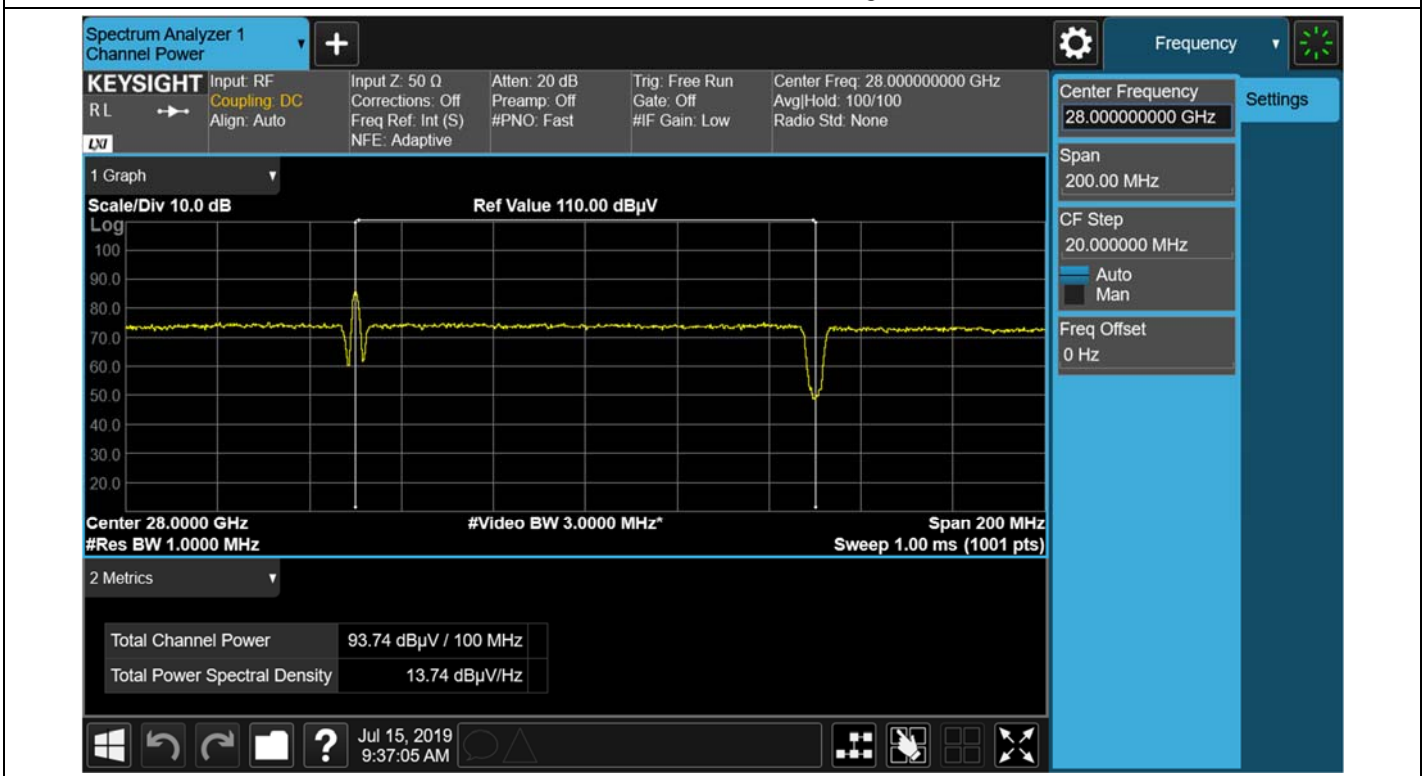 Spectrum Analyzer 1
Channel Power
+
Frequency
KEYSIGHT
R L
LXI
Input: RF
Coupling: DC
Align: Auto
Input Z: 50 Ω
Corrections: Off
Freq Ref: Int (S)
NFE: Adaptive
Atten: 20 dB
Preamp: Off
#PNO: Fast
Trig: Free Run
Gate: Off
#IF Gain: Low
Center Freq: 28.000000000 GHz
Avg|Hold: 100/100
Radio Std: None
Center Frequency
28.000000000 GHz
Settings
Span
200.00 MHz
CF Step
20.000000 MHz
Auto
Man
Freq Offset
0 Hz
1 Graph
Scale/Div 10.0 dB
Ref Value 110.00 dBµV
Log
100
90.0
80.0
70.0
60.0
50.0
40.0
30.0
20.0
Center 28.0000 GHz
#Video BW 3.0000 MHz*
Span 200 MHz
#Res BW 1.0000 MHz
Sweep 1.00 ms (1001 pts)
2 Metrics
Total Channel Power 93.74 dBµV / 100 MHz
Total Power Spectral Density 13.74 dBµV/Hz
?
Jul 15, 2019
9:37:05 AM